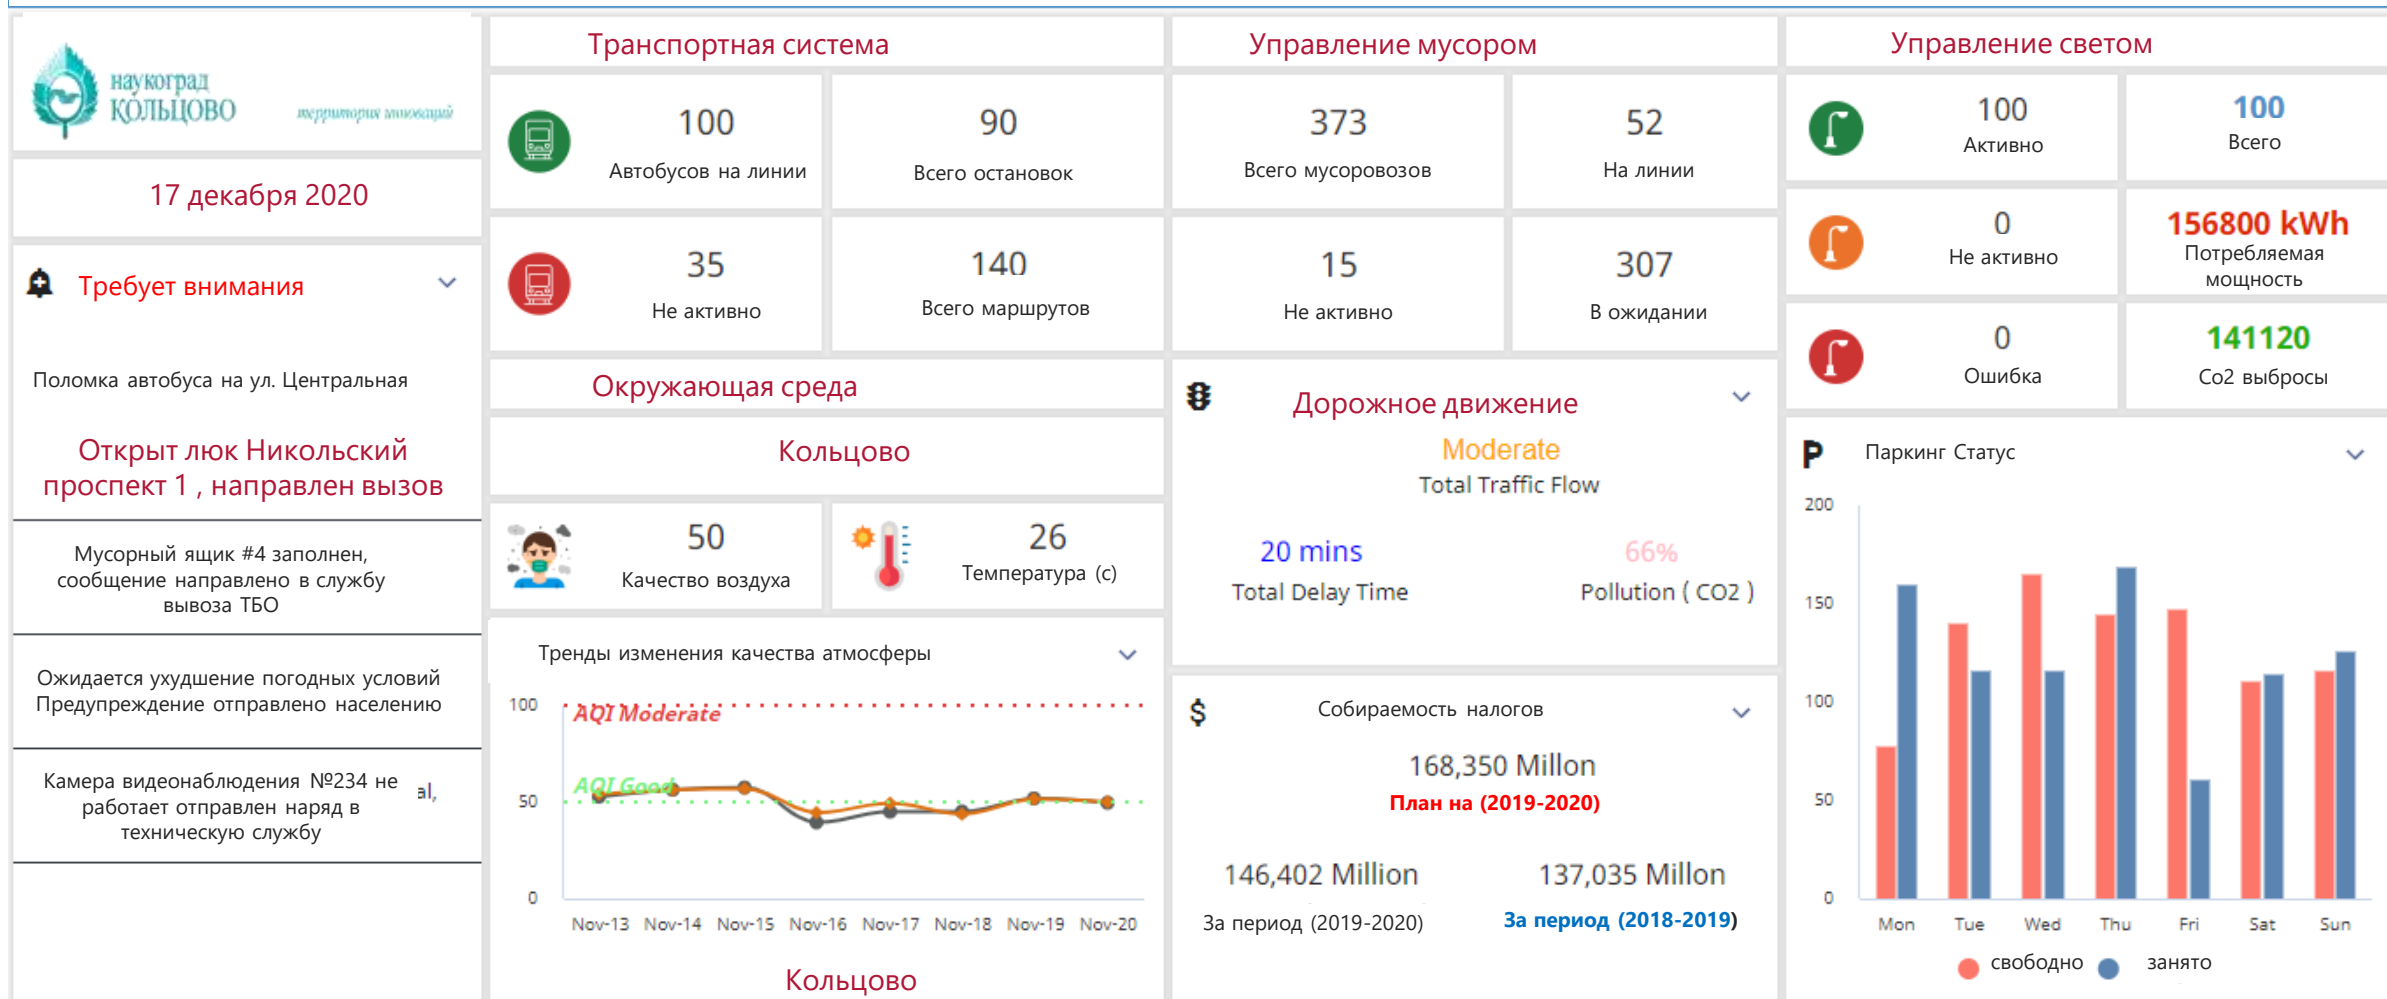 наукоград
КОЛЬЦОВО
территория инноваций
17 декабря 2020
Требует внимания
Поломка автобуса на ул. Центральная
Открыт люк Никольский
проспект 1 , направлен вызов
Мусорный ящик #4 заполнен,
сообщение направлено в службу
вывоза ТБО
Ожидается ухудшение погодных условий
Предупреждение отправлено населению
Камера видеонаблюдения №234 не
работает отправлен наряд в
техническую службу
al,
Транспортная система
100
Автобусов на линии
90
Всего остановок
35
Не активно
140
Всего маршрутов
Окружающая среда
Кольцово
50
Качество воздуха
26
Температура (с)
Тренды изменения качества атмосферы
100
AQI Moderate
AQI Good
50
0
Nov-13 Nov-14 Nov-15 Nov-16 Nov-17 Nov-18 Nov-19 Nov-20
Кольцово
Управление мусором
373
Всего мусоровозов
52
На линии
15
Не активно
307
В ожидании
Дорожное движение
Moderate
Total Traffic Flow
20 mins
Total Delay Time
66%
Pollution ( CO2 )
$
Собираемость налогов
168,350 Millon
План на (2019-2020)
146,402 Million
За период (2019-2020)
137,035 Millon
За период (2018-2019)
Управление светом
100
Активно
100
Всего
0
Не активно
156800 kWh
Потребляемая
мощность
0
Ошибка
141120
Co2 выбросы
P
Паркинг Статус
200
150
100
50
0
Mon Tue Wed Thu Fri Sat Sun
свободно занято